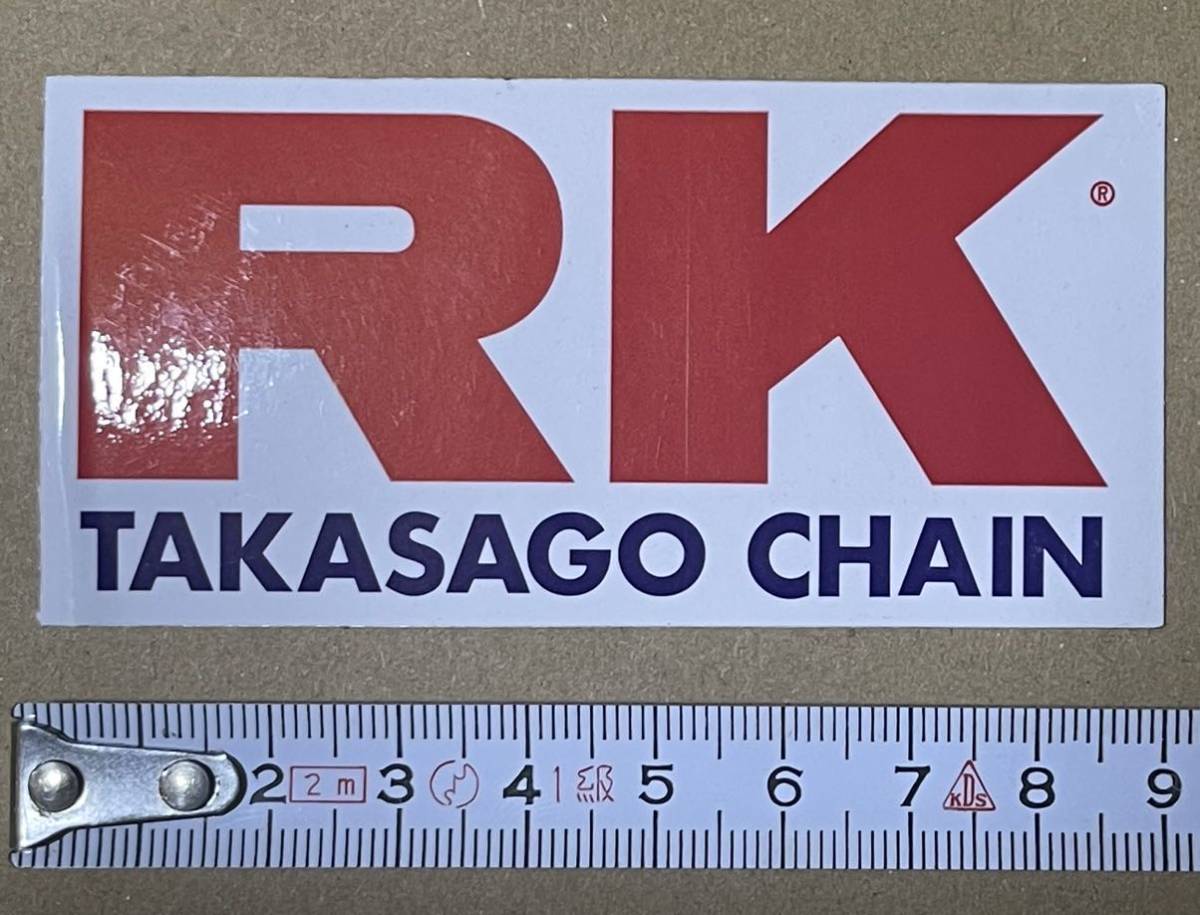 RK®
TAKASAGO CHAIN
2 2m 3 4 1級 5 6 7 KDS 8 9